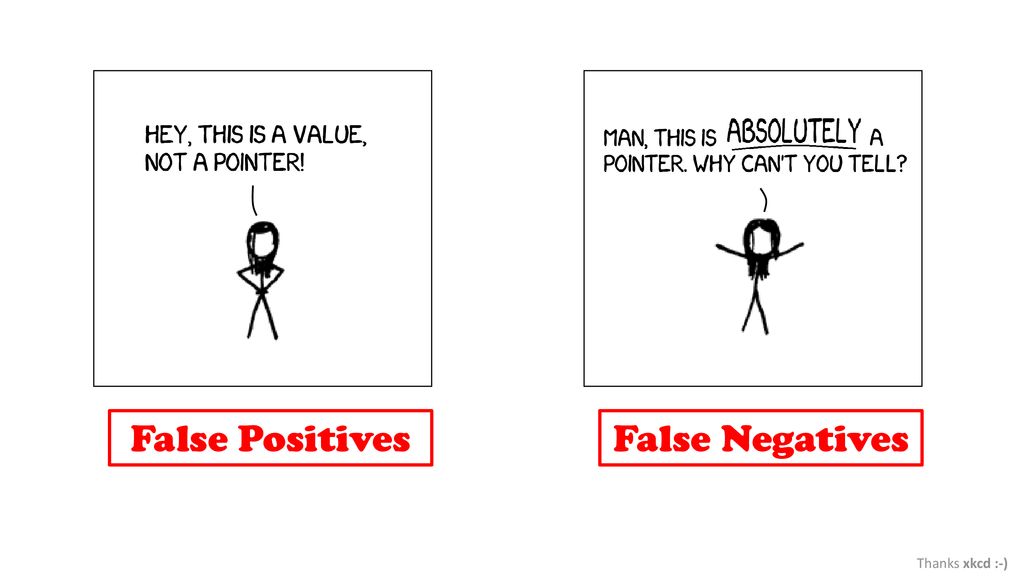 HEY, THIS IS A VALUE,
NOT A POINTER!
MAN, THIS IS ABSOLUTELY A
POINTER. WHY CAN'T YOU TELL?
False Positives
False Negatives
Thanks xkcd :-)